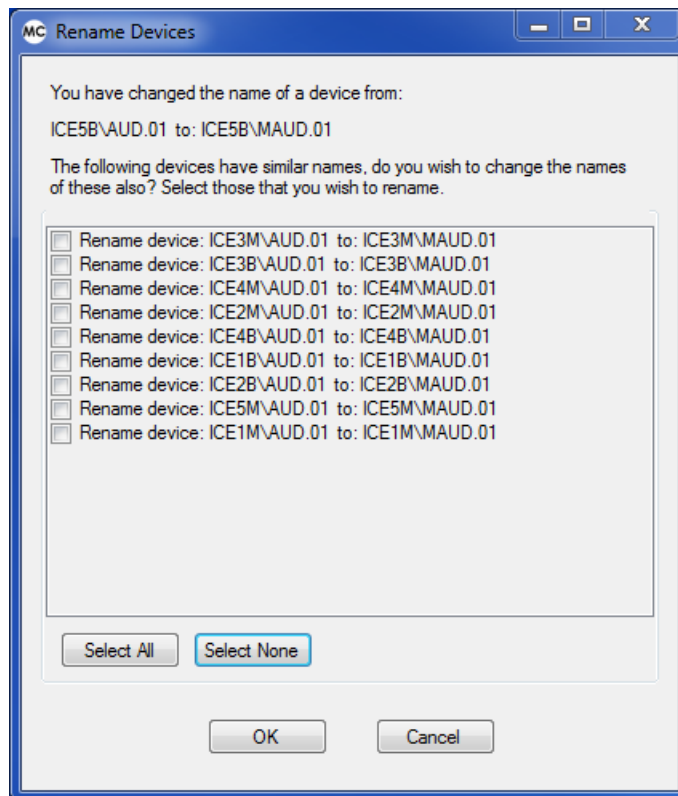 MC Rename Devices
You have changed the name of a device from:
ICE5B\AUD.01 to: ICE5B\MAUD.01
The following devices have similar names, do you wish to change the names
of these also? Select those that you wish to rename.
Rename device: ICE3M\AUD.01 to: ICE3M\MAUD.01
Rename device: ICE3B\AUD.01 to: ICE3B\MAUD.01
Rename device: ICE4M\AUD.01 to: ICE4M\MAUD.01
Rename device: ICE2M\AUD.01 to: ICE2M\MAUD.01
Rename device: ICE4B\AUD.01 to: ICE4B\MAUD.01
Rename device: ICE1B\AUD.01 to: ICE1B\MAUD.01
Rename device: ICE2B\AUD.01 to: ICE2B\MAUD.01
Rename device: ICE5M\AUD.01 to: ICE5M\MAUD.01
Rename device: ICE1M\AUD.01 to: ICE1M\MAUD.01
Select All Select None
OK Cancel